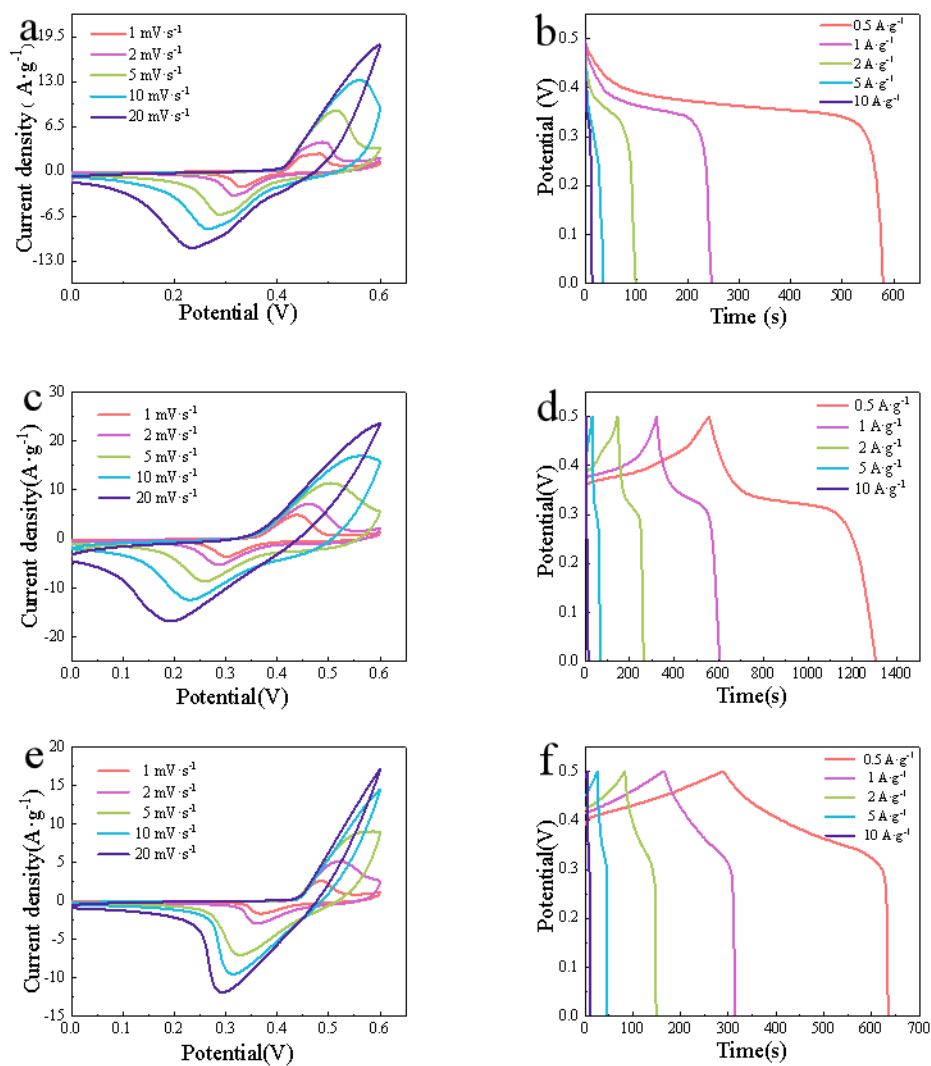 a
19.5
13.0
6.5
0.0
-6.5
-13.0
Current density( A·g-1)
1 mV·s-1
2 mV·s-1
5 mV·s-1
10 mV·s-1
20 mV·s-1
0.0 0.2 0.4 0.6
Potential (V)
b
0.5
0.4
0.3
0.2
0.1
0.0
Potential (V)
0.5 A·g-1
1 A·g-1
2 A·g-1
5 A·g-1
10 A·g-1
0 100 200 300 400 500 600
Time (s)
c
30
20
10
0
-10
-20
Current density(A·g-1)
1 mV·s-1
2 mV·s-1
5 mV·s-1
10 mV·s-1
20 mV·s-1
0.0 0.1 0.2 0.3 0.4 0.5 0.6
Potential(V)
d
0.5
0.4
0.3
0.2
0.1
0.0
Potential(V)
0.5 A·g-1
1 A·g-1
2 A·g-1
5 A·g-1
10 A·g-1
0 200 400 600 800 1000 1200 1400
Time(s)
e
20
15
10
5
0
-5
-10
-15
Current density(A·g-1)
1 mV·s-1
2 mV·s-1
5 mV·s-1
10 mV·s-1
20 mV·s-1
0.0 0.1 0.2 0.3 0.4 0.5 0.6
Potential(V)
f
0.5
0.4
0.3
0.2
0.1
0.0
Potential(V)
0.5 A·g-1
1 A·g-1
2 A·g-1
5 A·g-1
10 A·g-1
0 100 200 300 400 500 600 700
Time(s)